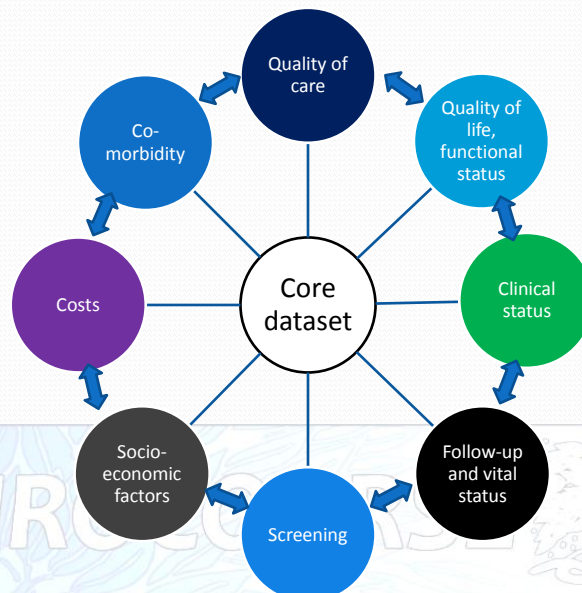 Quality of
care
Quality of
life,
functional
status
Co-
morbidity
Core
dataset
Clinical
status
Costs
Socio-
economic
factors
Follow-up
and vital
status
Screening